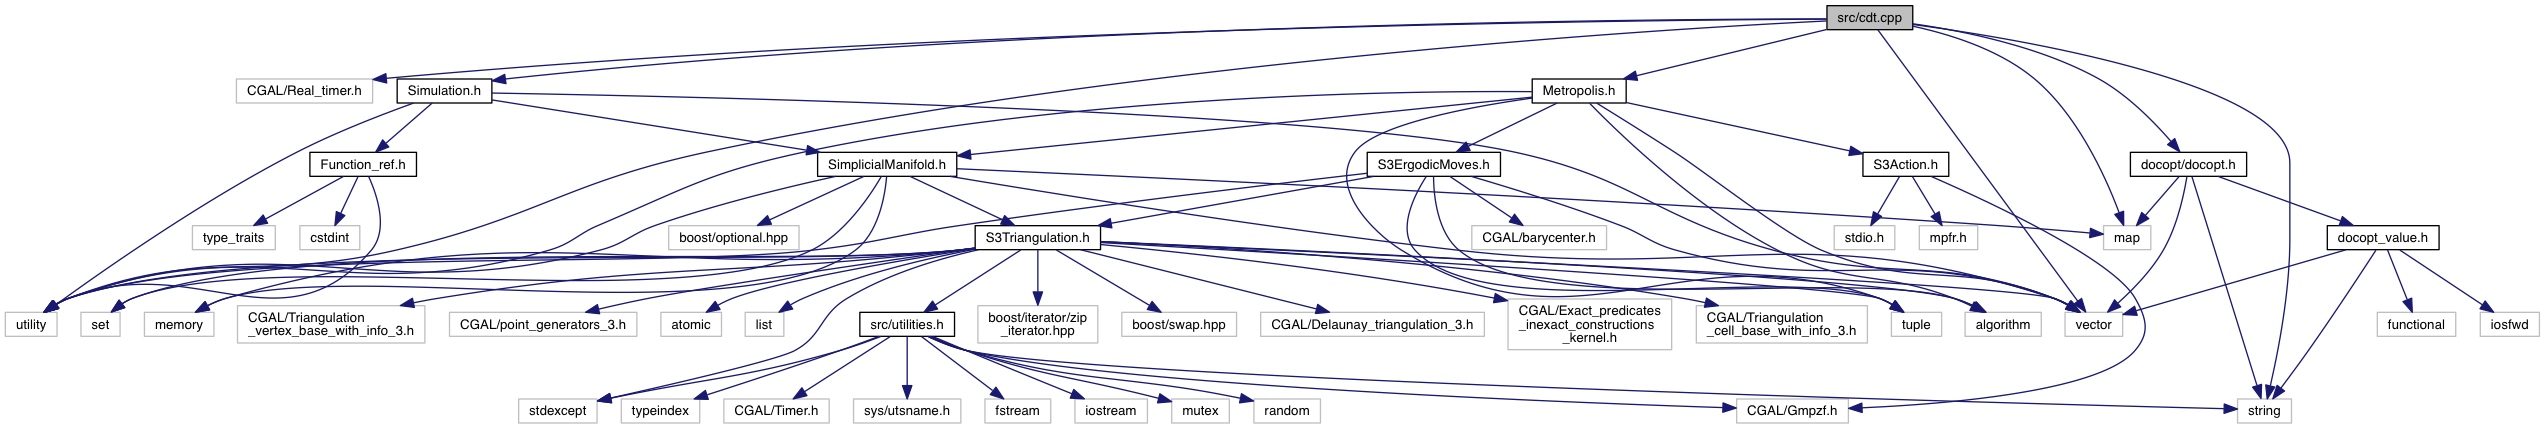 src/cdt.cpp
CGAL/Real_timer.h
Simulation.h
Metropolis.h
Function_ref.h
SimplicialManifold.h
S3ErgodicMoves.h
S3Action.h
docopt/docopt.h
type_traits
cstdint
boost/optional.hpp
S3Triangulation.h
CGAL/barycenter.h
stdio.h
mpfr.h
map
docopt_value.h
utility
set
memory
CGAL/Triangulation
_vertex_base_with_info_3.h
CGAL/point_generators_3.h
atomic
list
src/utilities.h
boost/iterator/zip
_iterator.hpp
boost/swap.hpp
CGAL/Delaunay_triangulation_3.h
CGAL/Exact_predicates
_inexact_constructions
_kernel.h
CGAL/Triangulation
_cell_base_with_info_3.h
tuple
algorithm
vector
functional
iosfwd
stdexcept
typeindex
CGAL/Timer.h
sys/utsname.h
fstream
iostream
mutex
random
CGAL/Gmpzf.h
string